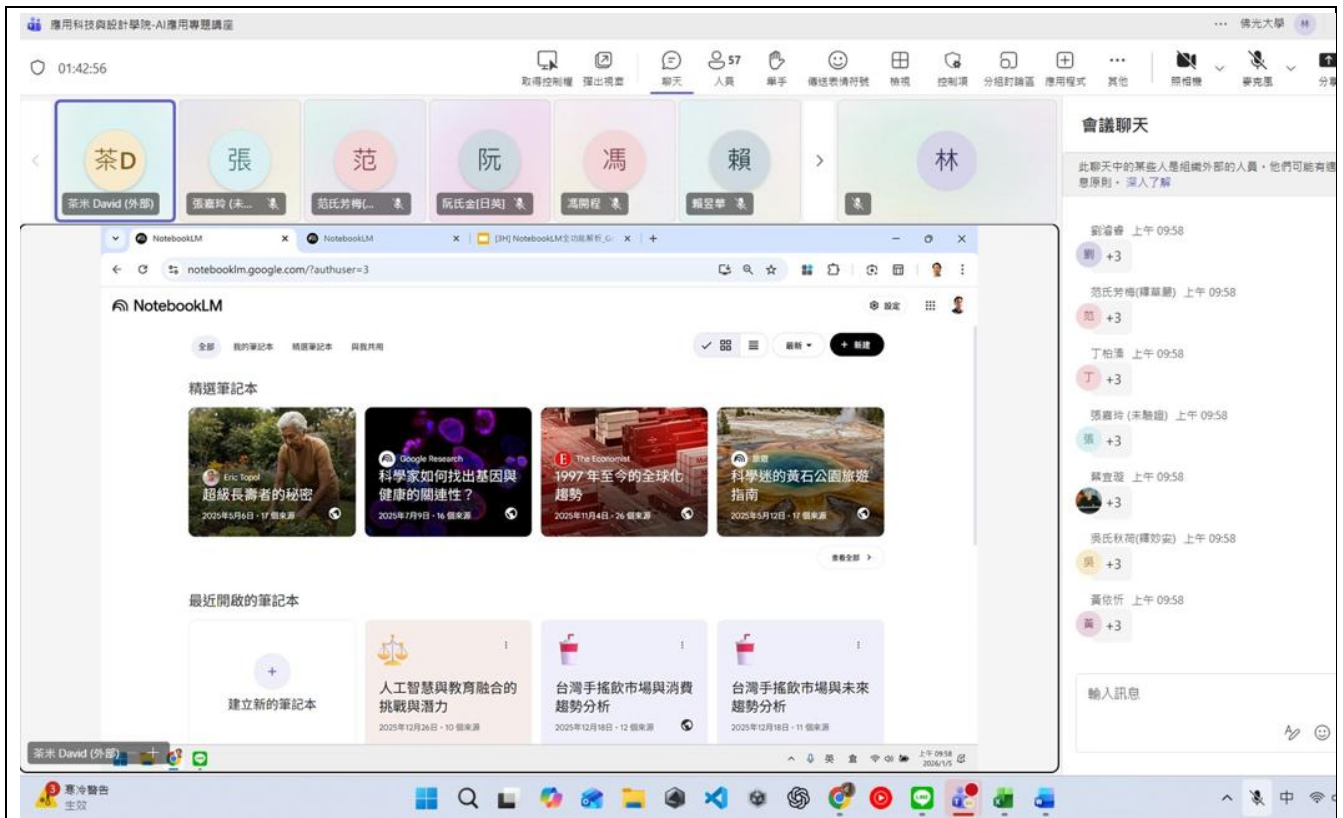 應用科技與設計學院-AI應用專題講座
佛光大學 林
01:42:56
取得控制權 彈出視窗 聊天 57 人員 舉手 傳送表情符號 檢視 控制項 分組討論區 應用程式 其他 照相機 麥克風 分享
茶D
張
范
阮
馮
賴
林
茶米 David (外部)
張嘉玲 (未...
范氏芳梅(...
阮氏金[日英]
馮開程
賴昱華
會議聊天
此聊天中的某些人是組織外部的人員，他們可能有適
息原則。 深入了解
上午 09:58
劉 +3
范氏芳梅(釋草麗) 上午 09:58
范 +3
上午 09:58
丁 +3
張嘉玲 (未驗證) 上午 09:58
張 +3
蔡宜璇 上午 09:58
+3
吳氏秋荷(釋妙安) 上午 09:58
吳 +3
黃依忻 上午 09:58
黃 +3
輸入訊息
NotebookLM
NotebookLM
[3H] NotebookLM全功能解析_Go
notebooklm.google.com/?authuser=3
NotebookLM
設定
全部 我的筆記本 精選筆記本 與我共用
最新
+ 新建
精選筆記本
Eric Topol
超級長壽者的秘密
2025年5月6日・17 個來源
Google Research
科學家如何找出基因與
健康的關連性？
2025年7月9日・16 個來源
The Economist
1997 年至今的全球化
趨勢
2025年11月4日・26 個來源
旅遊
科學迷的黃石公園旅遊
指南
2025年5月12日・17 個來源
查看全部
最近開啟的筆記本
+
建立新的筆記本
人工智慧與教育融合的
挑戰與潛力
2025年12月26日・10 個來源
台灣手搖飲市場與消費
趨勢分析
2025年12月18日・12 個來源
台灣手搖飲市場與未來
趨勢分析
2025年12月18日・11 個來源
茶米 David (外部)
英
上午 09:58
2026/1/5
3
寒冷警告
生效
中